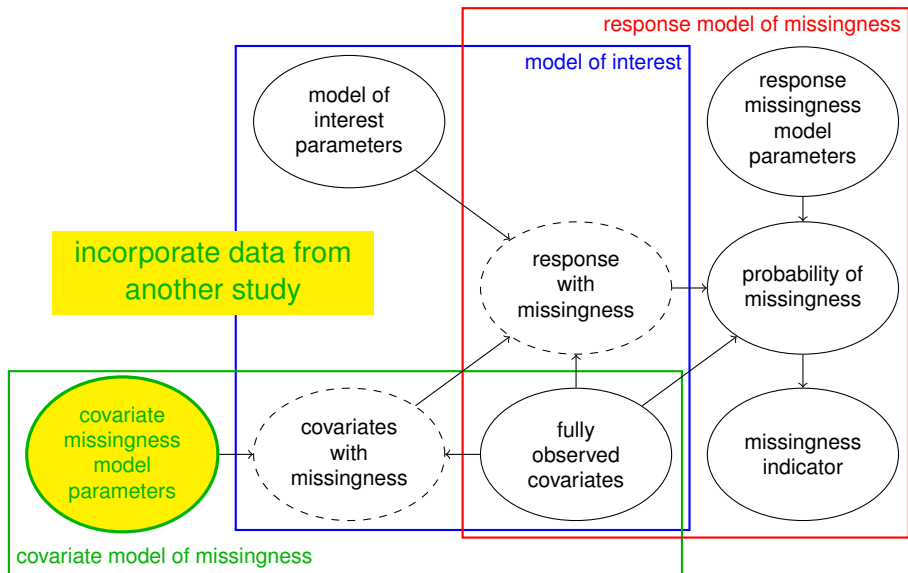 response model of missingness
model of interest
model of
interest
parameters
response
missingness
model
parameters
incorporate data from
another study
response
with
missingness
probability of
missingness
covariate
missingness
model
parameters
covariates
with
missingness
fully
observed
covariates
missingness
indicator
covariate model of missingness